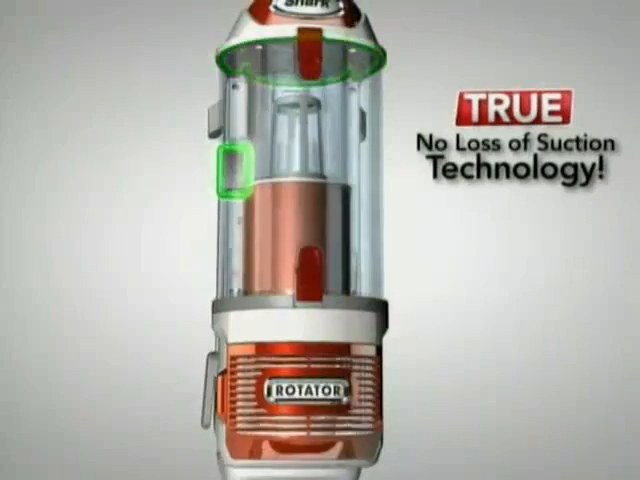 Shark
TRUE
No Loss of Suction
Technology!
ROTATOR